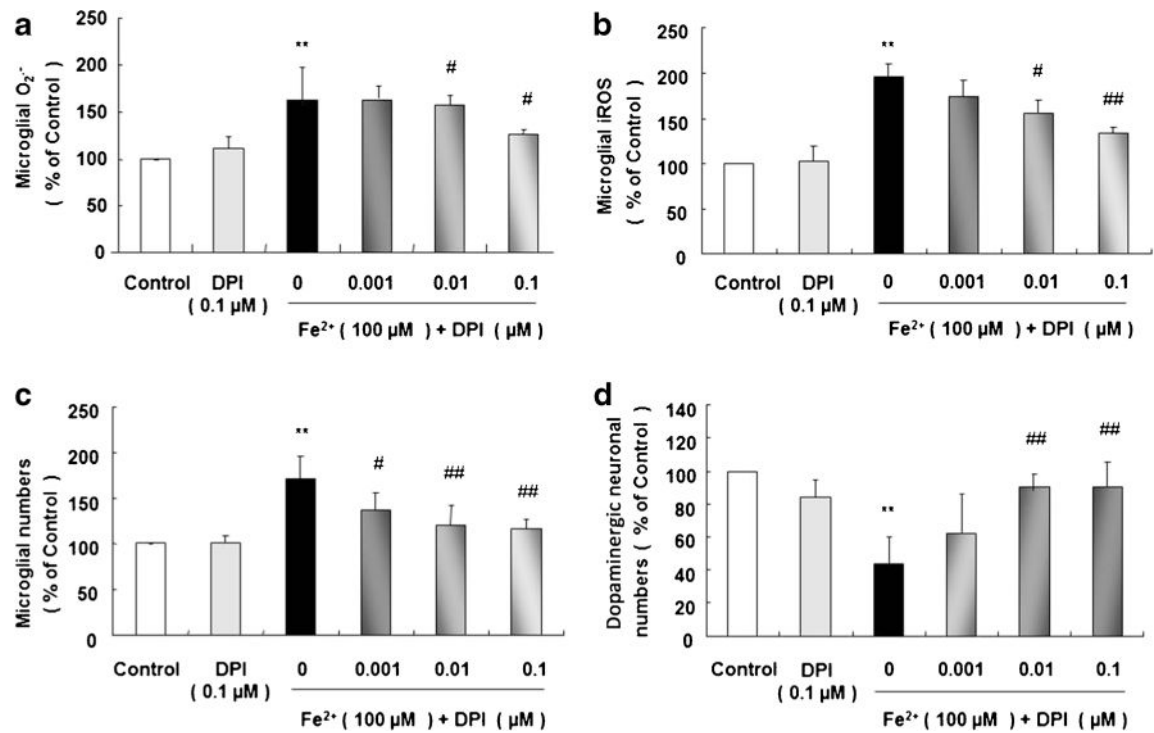 a
Microglial O₂·-
( % of Control)
250
200
150
100
50
0
**
#
#
Control
DPI
( 0.1 µM )
0
0.001
0.01
0.1
Fe²⁺ ( 100 µM ) + DPI ( µM)
b
Microglial iROS
( % of Control)
250
200
150
100
50
0
**
#
##
Control
DPI
( 0.1 µM )
0
0.001
0.01
0.1
Fe²⁺ ( 100 µM ) + DPI ( µM)
c
Microglial numbers
( % of Control)
250
200
150
100
50
0
**
#
##
##
Control
DPI
( 0.1 µM )
0
0.001
0.01
0.1
Fe²⁺ ( 100 µM ) + DPI ( µM)
d
Dopaminergic neuronal
numbers ( % of Control)
140
120
100
80
60
40
20
0
**
##
##
Control
DPI
( 0.1 µM )
0
0.001
0.01
0.1
Fe²⁺ ( 100 µM ) + DPI ( µM)